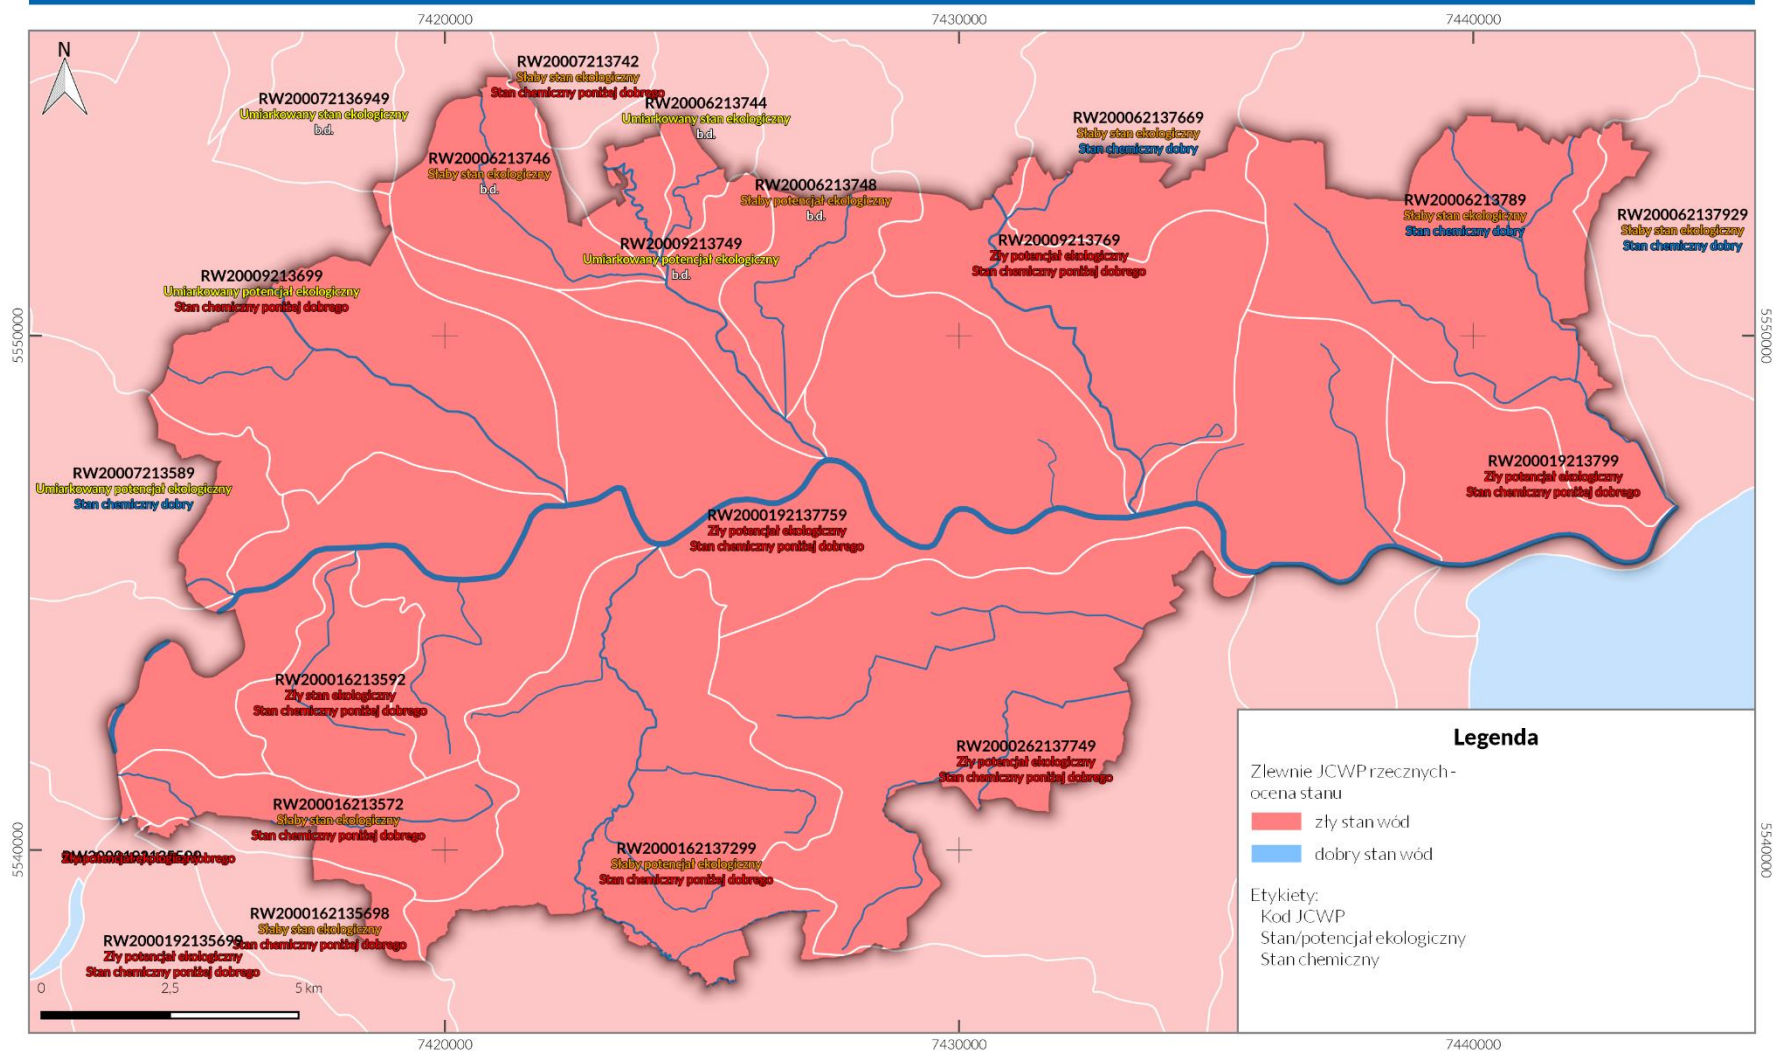 7420000
7430000
7440000
N
RW20007213742
Słaby stan ekologiczny
Stan chemiczny poniżej dobrego
RW200072136949
Umiarkowany stan ekologiczny
b.d.
RW20006213744
Umiarkowany stan ekologiczny
b.d.
RW200062137669
Słaby stan ekologiczny
Stan chemiczny dobry
RW20006213746
Słaby stan ekologiczny
b.d.
RW20006213748
Słaby potencjał ekologiczny
b.d.
RW20006213789
Słaby stan ekologiczny
Stan chemiczny dobry
RW200062137929
Słaby stan ekologiczny
Stan chemiczny dobry
RW20009213749
Umiarkowany potencjał ekologiczny
b.d.
RW20009213769
Zły potencjał ekologiczny
Stan chemiczny poniżej dobrego
RW20009213699
Umiarkowany potencjał ekologiczny
Stan chemiczny poniżej dobrego
5550000
5550000
RW20007213589
Umiarkowany potencjał ekologiczny
Stan chemiczny dobry
RW200019213799
Zły potencjał ekologiczny
Stan chemiczny poniżej dobrego
RW2000192137759
Zły potencjał ekologiczny
Stan chemiczny poniżej dobrego
RW200016213592
Zły stan ekologiczny
Stan chemiczny poniżej dobrego
RW2000262137749
Zły potencjał ekologiczny
Stan chemiczny poniżej dobrego
RW200016213572
Słaby stan ekologiczny
Stan chemiczny poniżej dobrego
RW2000162137299
Słaby potencjał ekologiczny
Stan chemiczny poniżej dobrego
5540000
5540000
RW2000162135698
Słaby stan ekologiczny
Stan chemiczny poniżej dobrego
RW2000192135699
Zły potencjał ekologiczny
Stan chemiczny poniżej dobrego
0
2,5
5 km
Legenda
Zlewnie JCWP rzecznych -
ocena stanu
zły stan wód
dobry stan wód
Etykiety:
Kod JCWP
Stan/potencjał ekologiczny
Stan chemiczny
7420000
7430000
7440000